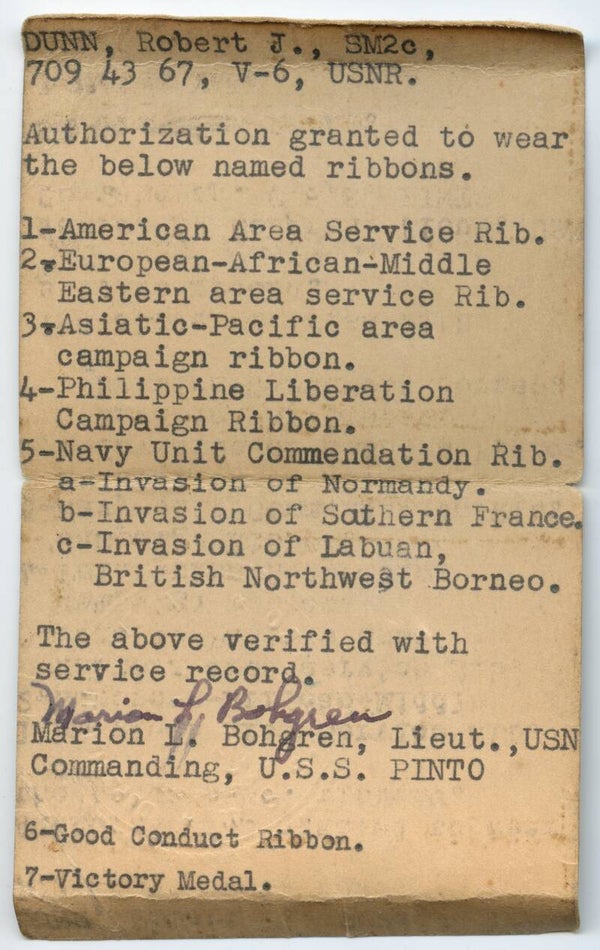 DUNN, Robert J., SM2c,
709 43 67, V-6, USNR.
Authorization granted to wear
the below named ribbons.
1-American Area Service Rib.
2-European-African-Middle
Eastern area service Rib.
3-Asiatic-Pacific area
campaign ribbon.
4-Philippine Liberation
Campaign Ribbon.
5-Navy Unit Commendation Rib.
a-Invasion of Normandy.
b-Invasion of Sothern France.
c-Invasion of Labuan,
British Northwest Borneo.
The above verified with
service record.
Marion L. Bohgren
Marion L. Bohgren, Lieut.,USN
Commanding, U.S.S. PINTO
6-Good Conduct Ribbon.
7-Victory Medal.